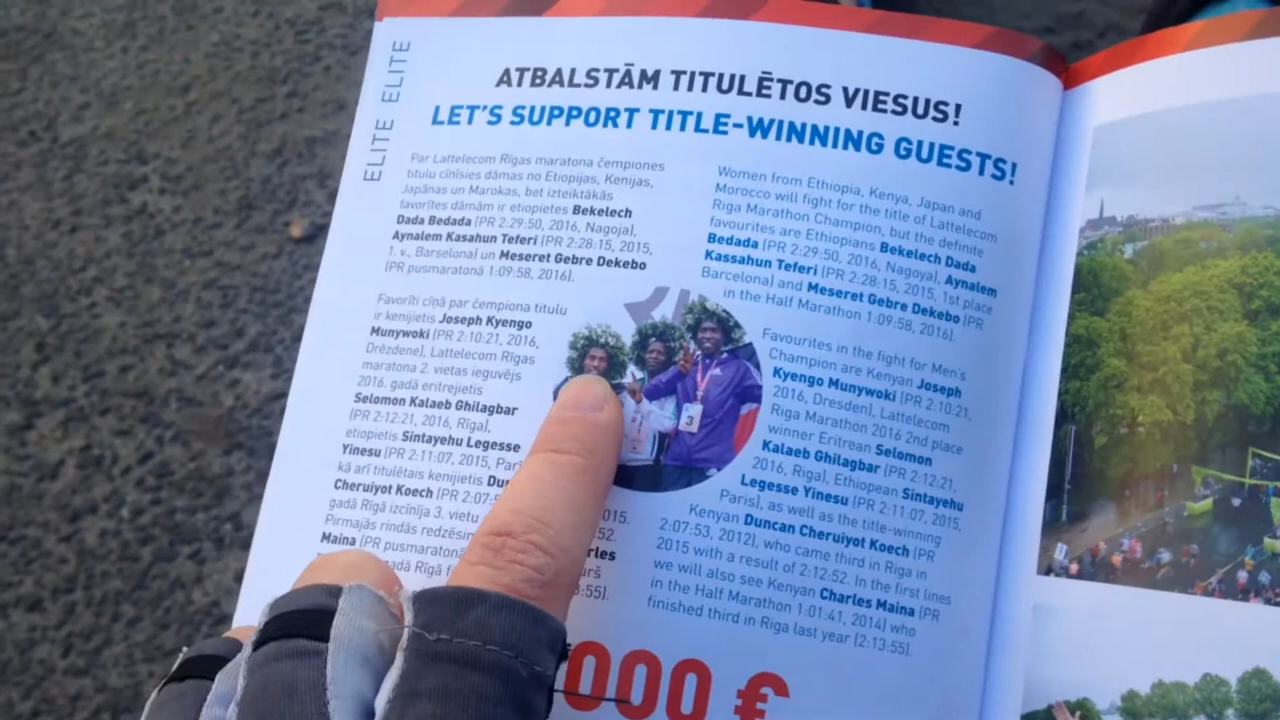 ELITE ELITE
ATBALSTĀM TITULĒTOS VIESUS!
LET'S SUPPORT TITLE-WINNING GUESTS!
Par Lattelecom Rīgas maratona čempiones
titulu cīnīsies dāmas no Etiopijas, Kenijas,
Japānas un Marokas, bet izteiktākās
favorītes dāmām ir etiopietes Bekelech
Dada Bedada (PR 2:29:50, 2016, Nagoja),
Aynalem Kasahun Teferi (PR 2:28:15, 2015,
1. v., Barselona) un Meseret Gebre Dekebo
(PR pusmaratonā 1:09:58, 2016).
Favorīti cīņā par čempiona titulu
ir kenijietis Joseph Kyengo
Munywoki (PR 2:10:21, 2016,
Drēzdene), Lattelecom Rīgas
maratona 2. vietas ieguvējs
2016. gadā eritrejietis
Selomon Kalaeb Ghilagbar
(PR 2:12:21, 2016, Rīga),
etiopietis Sintayehu Legesse
Yinesu (PR 2:11:07, 2015,
kā arī titulētais kenijietis
Cheruiyot Koech (PR
gadā Rīgā izcīnīja 3. vietu 2015.
Pirmajās rindās 52.
Maina (PR pusmaratonā
gadā Rīgā
:55).
Women from Ethiopia, Kenya, Japan and
Morocco will fight for the title of Lattelecom
Riga Marathon Champion, but the definite
favourites are Ethiopians Bekelech Dada
Bedada (PR 2:29:50, 2016, Nagoya), Aynalem
Kassahun Teferi (PR 2:28:15, 2015, 1st place
Barcelona) and Meseret Gebre Dekebo (PR
in the Half Marathon 1:09:58, 2016).
Favourites in the fight for Men's
Champion are Kenyan Joseph
Kyengo Munywoki (PR 2:10:21,
2016, Dresden), Lattelecom
Riga Marathon 2016 2nd place
winner Eritrean Selomon
Kalaeb Ghilagbar (PR 2:12:21,
2016, Riga), Ethiopian Sintayehu
Legesse Yinesu (PR 2:11:07, 2015,
Paris), as well as the title-winning
Kenyan Duncan Cheruiyot Koech (PR
2:07:53, 2012), who came third in Riga in
2015 with a result of 2:12:52. In the first lines
we will also see Kenyan Charles Maina (PR
in the Half Marathon 1:01:41, 2014) who
finished third in Riga last year (2:13:55).
3
000 €